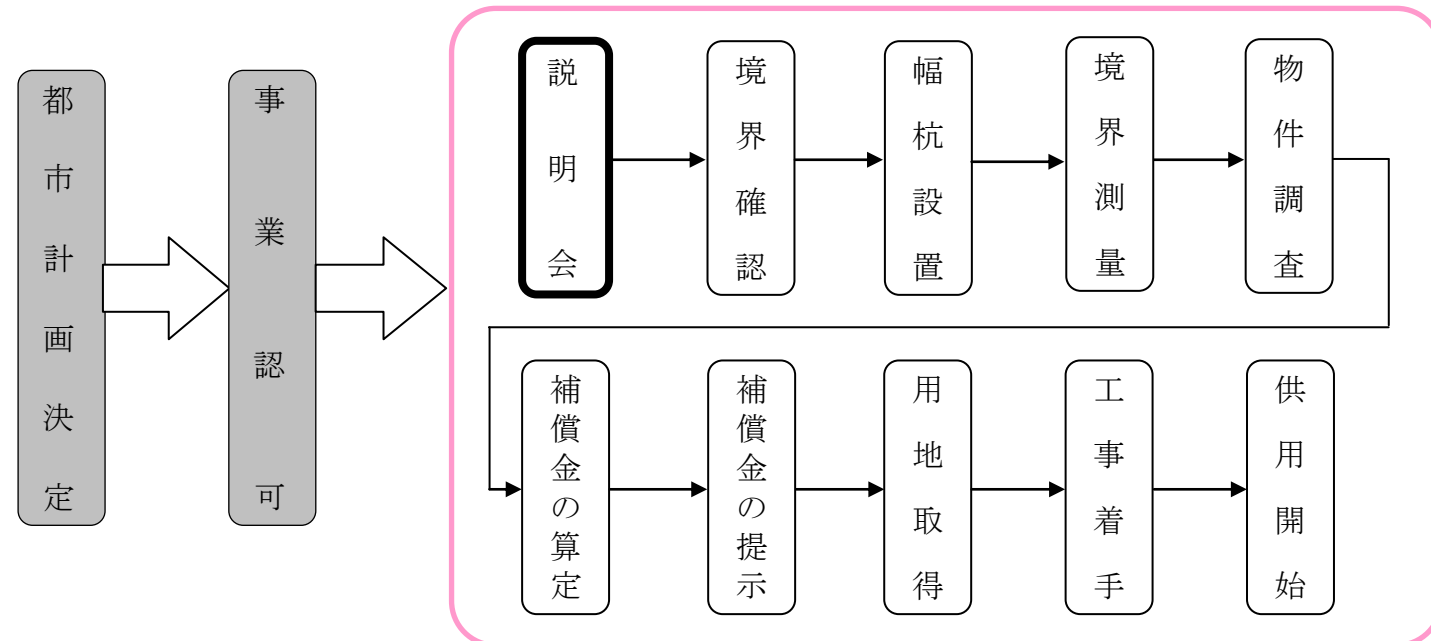 都市計画決定
事業認可
説明会
境界確認
幅杭設置
境界測量
物件調査
補償金の算定
補償金の提示
用地取得
工事着手
供用開始